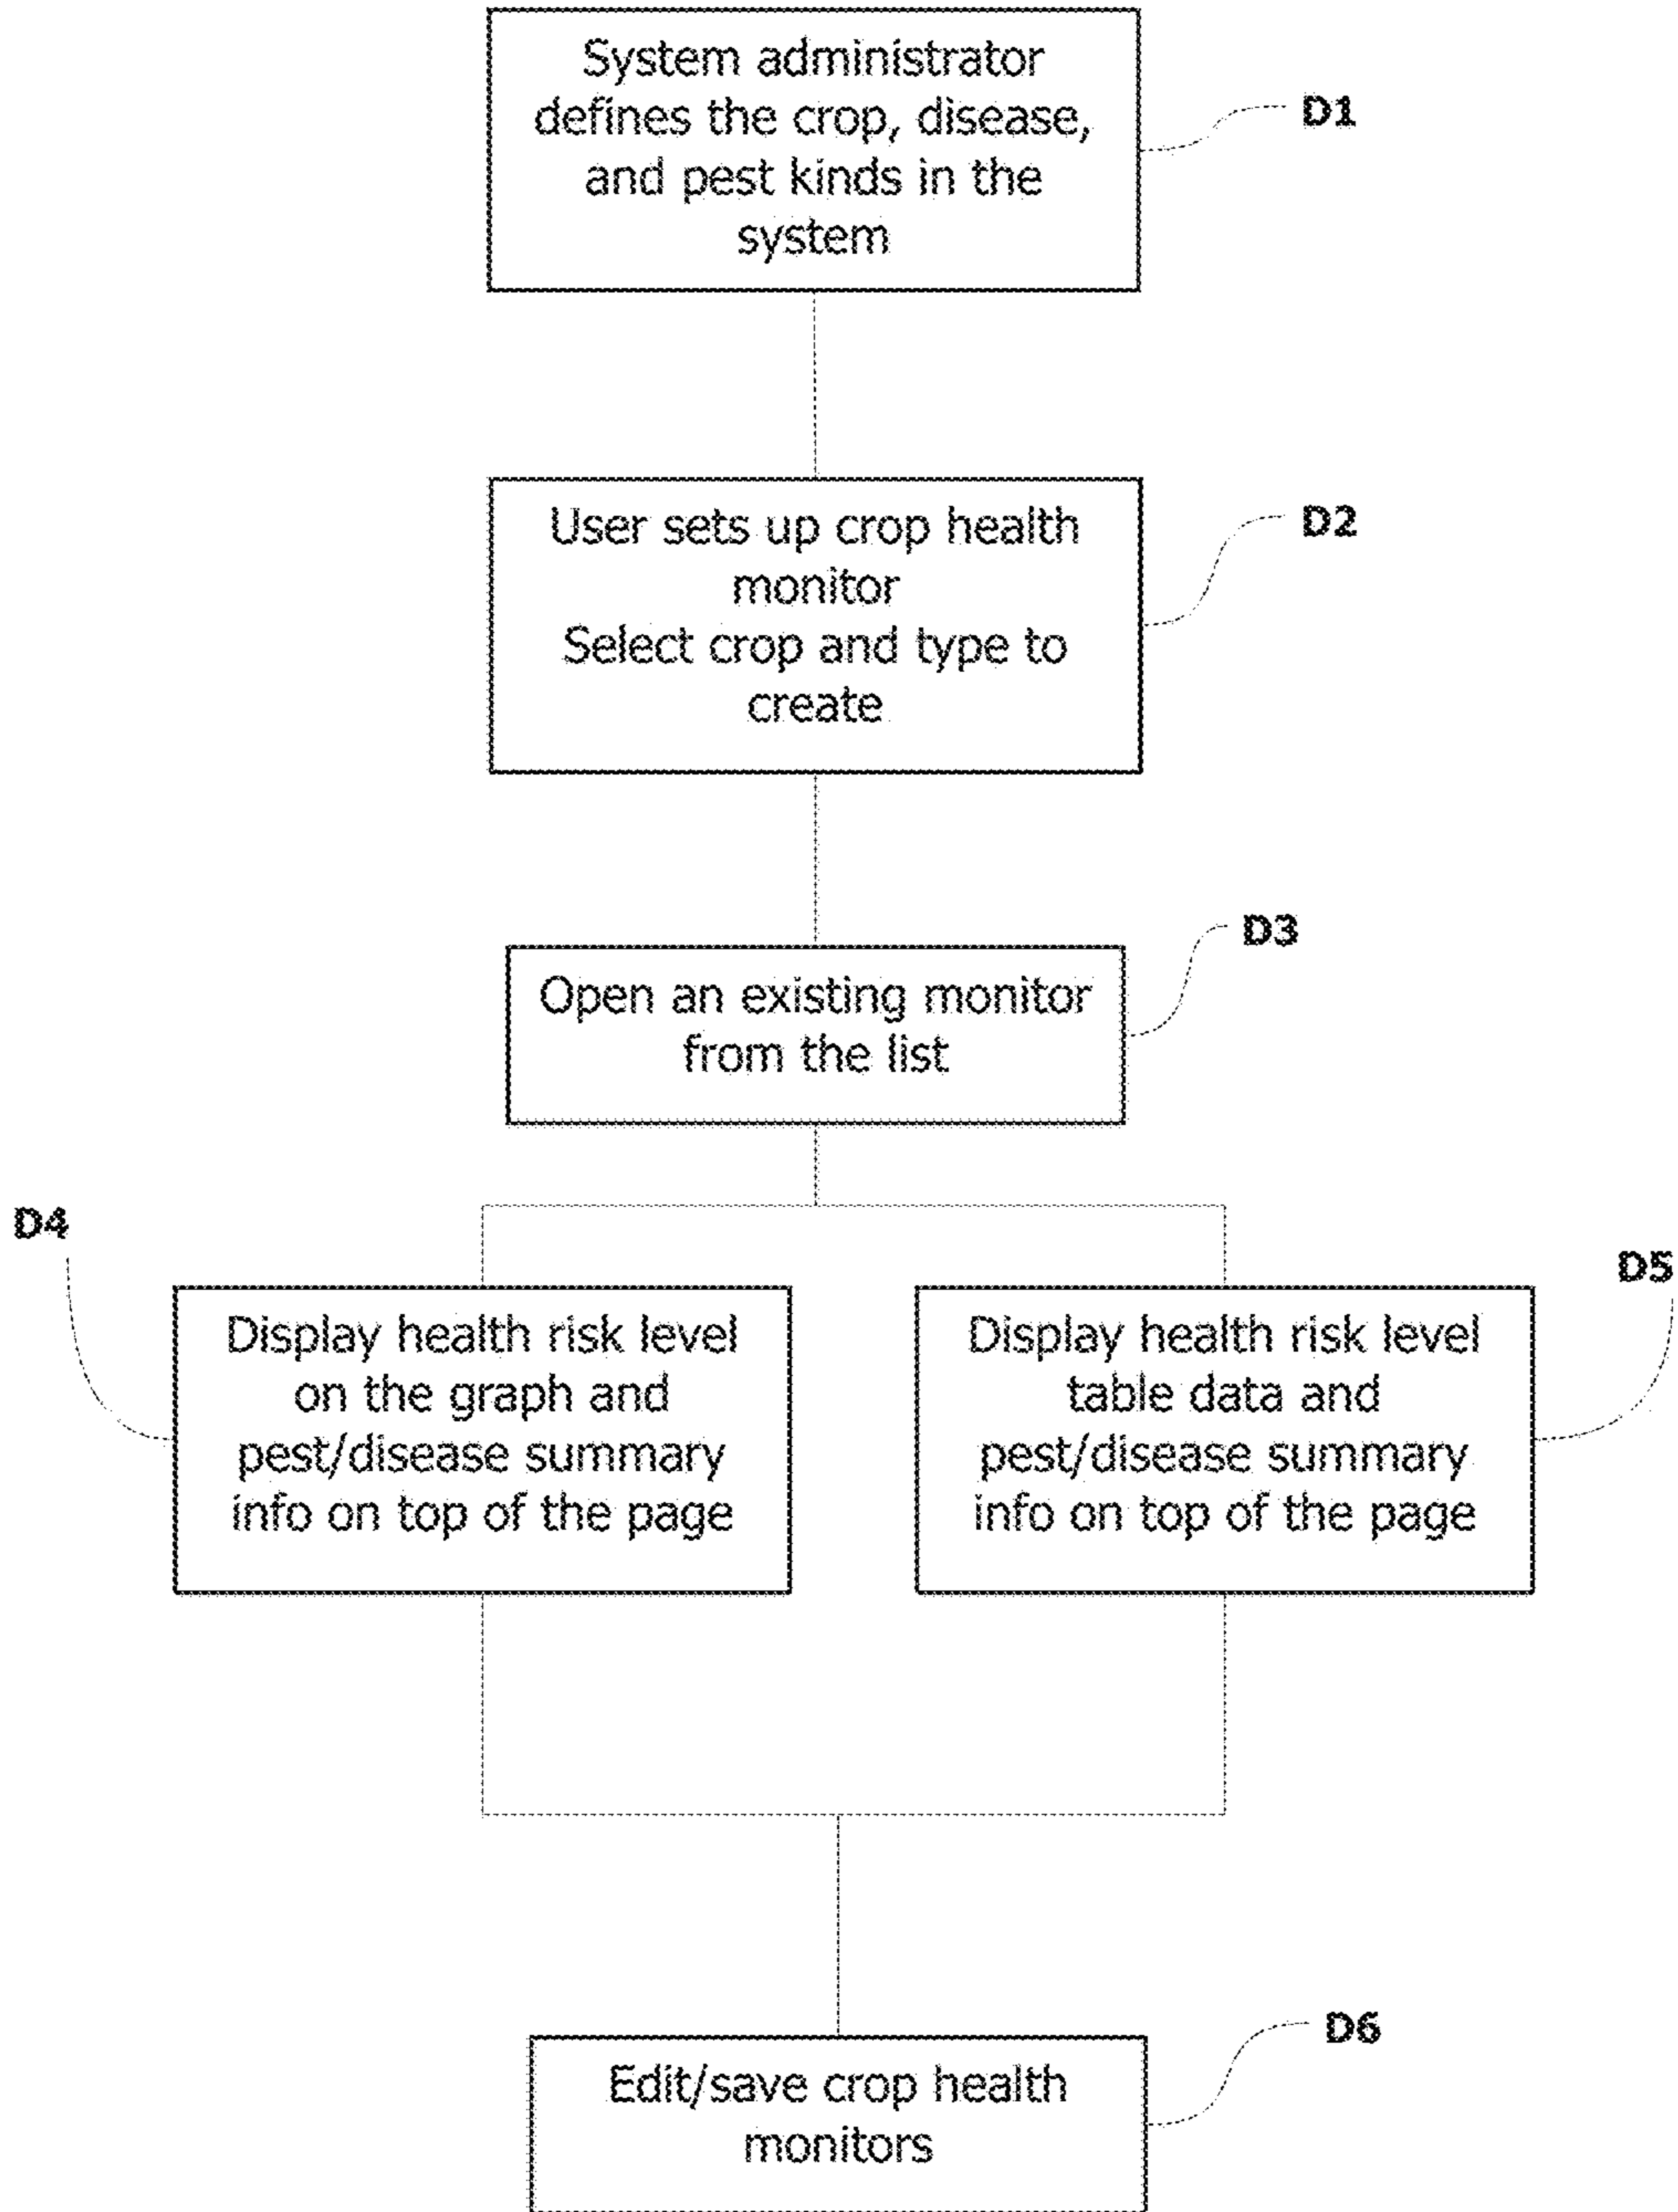 System administrator
defines the crop, disease,
and pest kinds in the
system
D1
User sets up crop health
monitor
Select crop and type to
create
D2
Open an existing monitor
from the list
D3
D4
Display health risk level
on the graph and
pest/disease summary
info on top of the page
D5
Display health risk level
table data and
pest/disease summary
info on top of the page
Edit/save crop health
monitors
D6